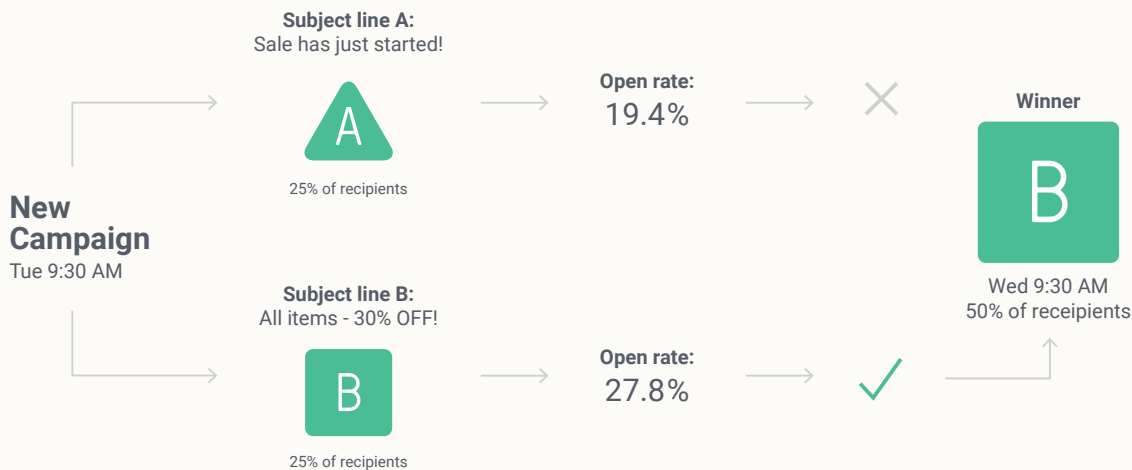 New
Campaign
Tue 9:30 AM
Subject line A:
Sale has just started!
A
25% of recipients
Open rate:
19.4%
Subject line B:
All items - 30% OFF!
B
25% of recipients
Open rate:
27.8%
Winner
B
Wed 9:30 AM
50% of receipients